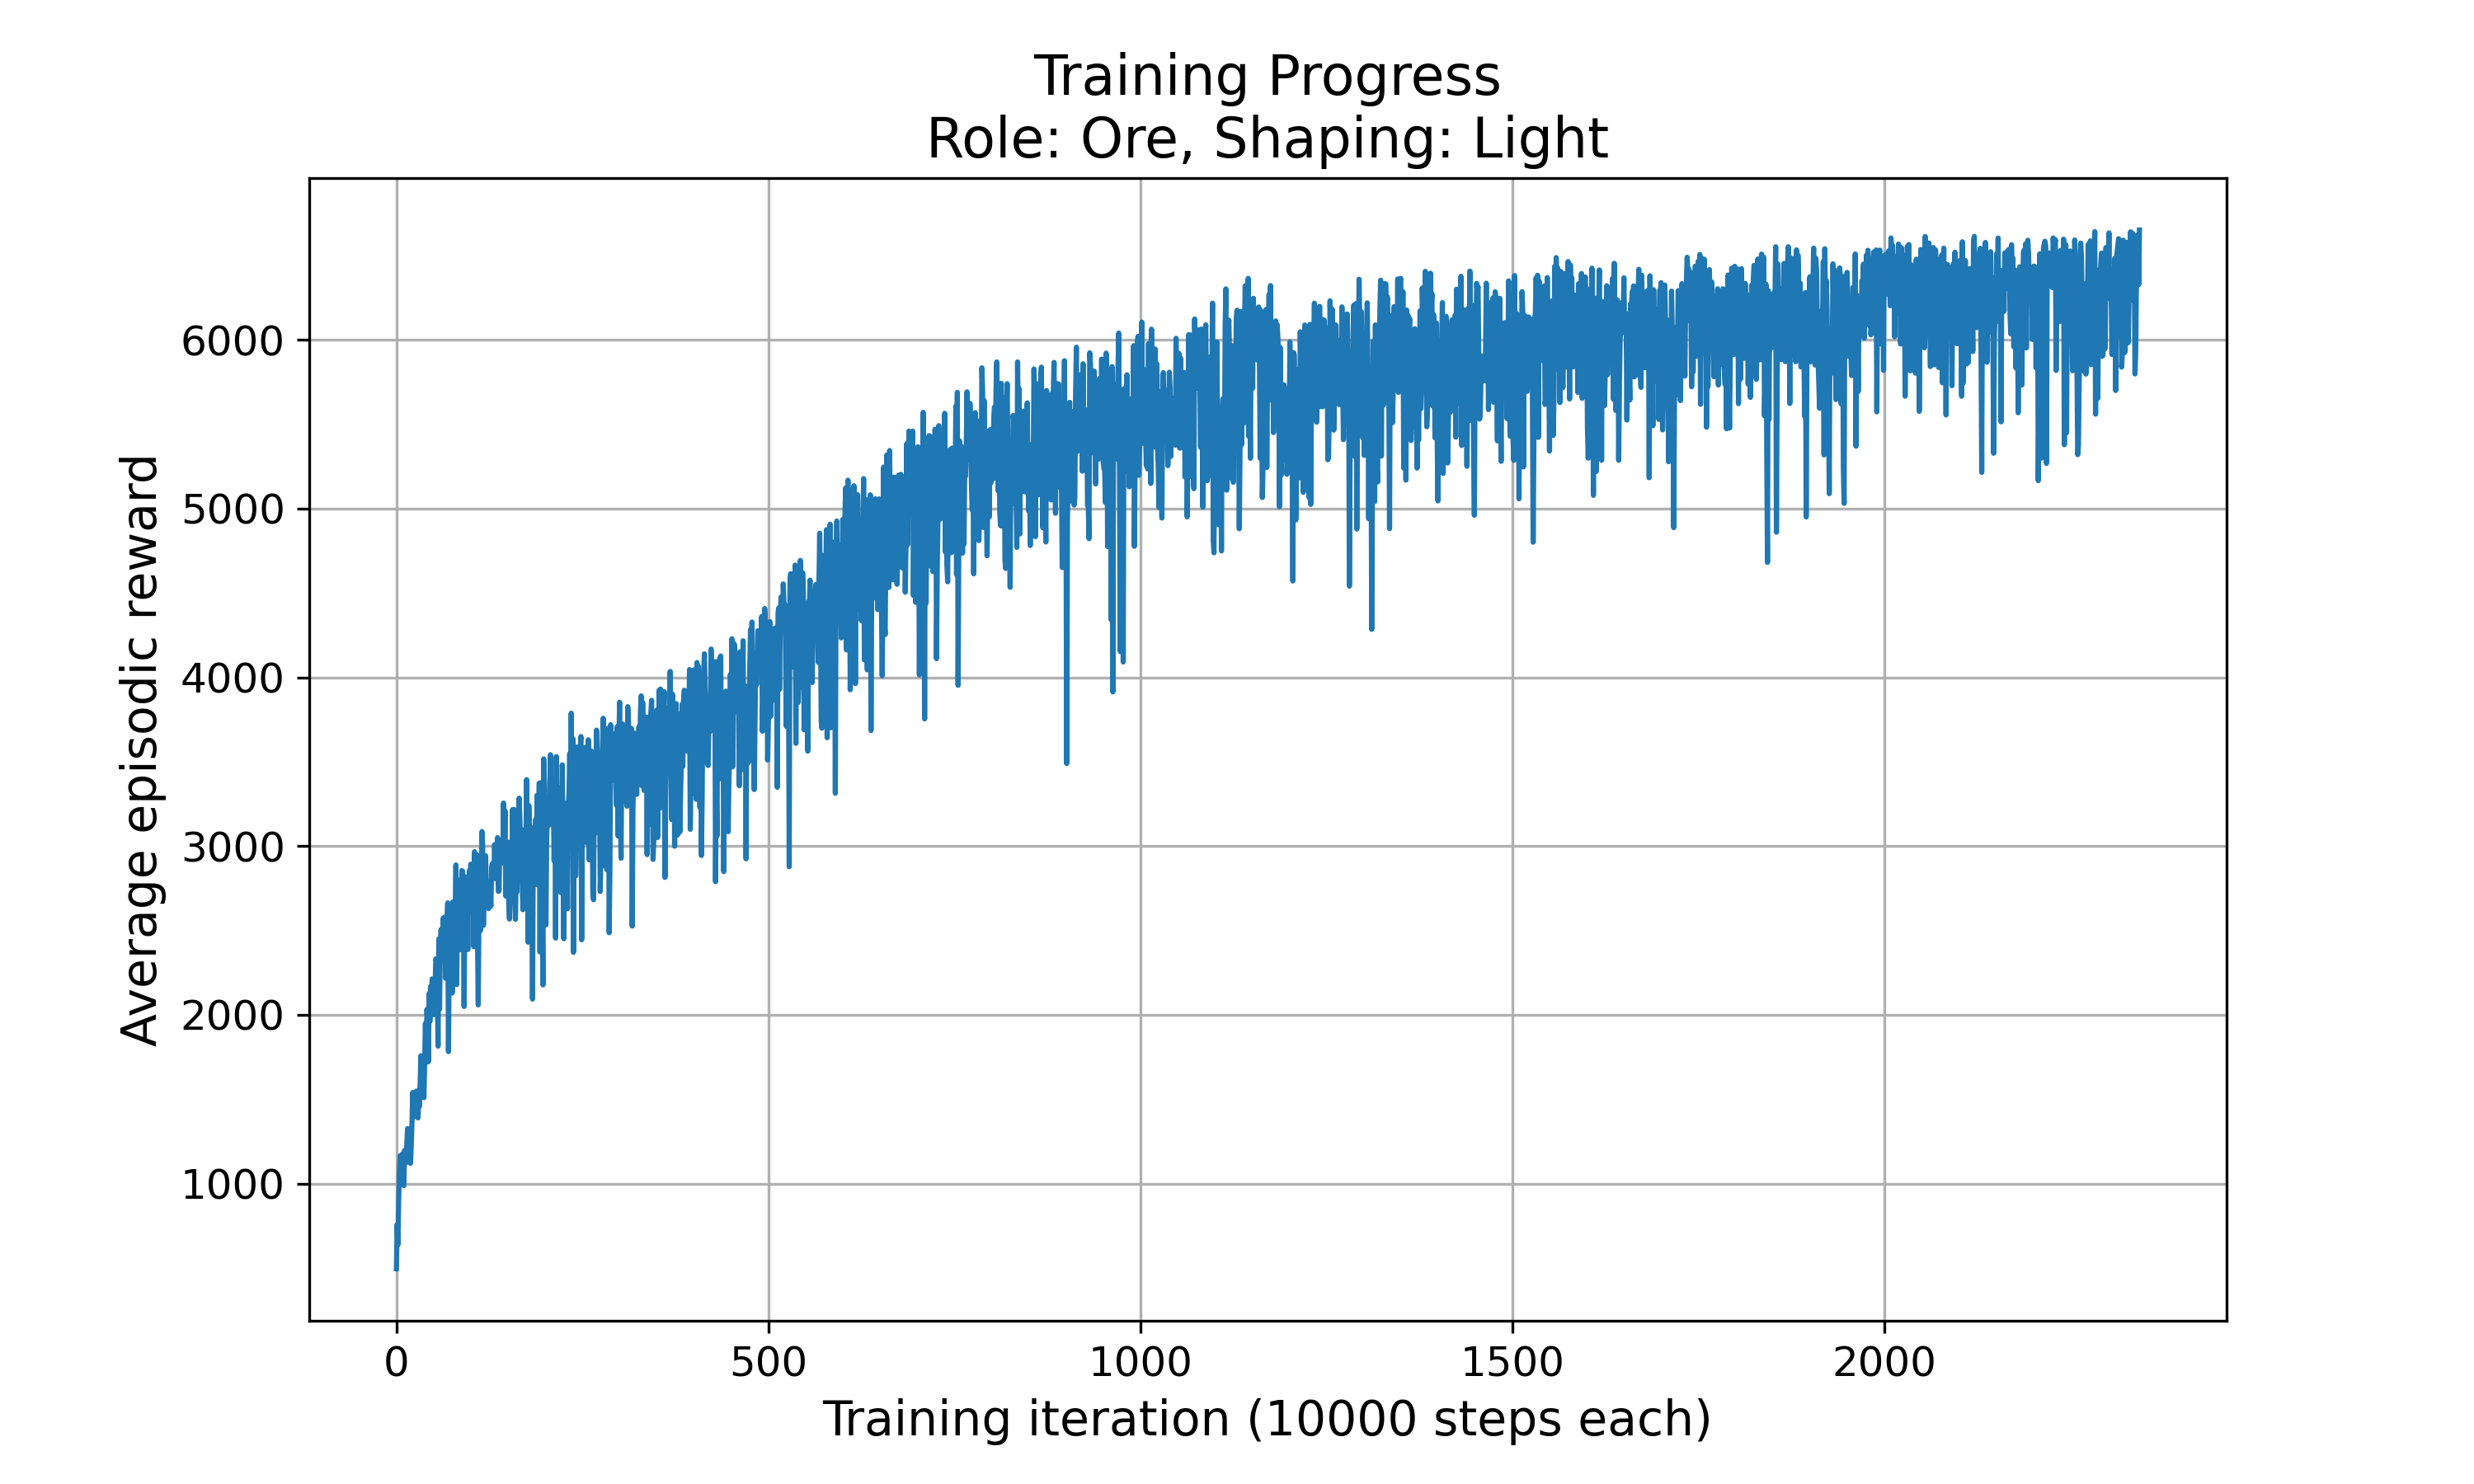 Training Progress
Role: Ore, Shaping: Light
Average episodic reward
6000
5000
4000
3000
2000
1000
0
500
1000
1500
2000
Training iteration (10000 steps each)